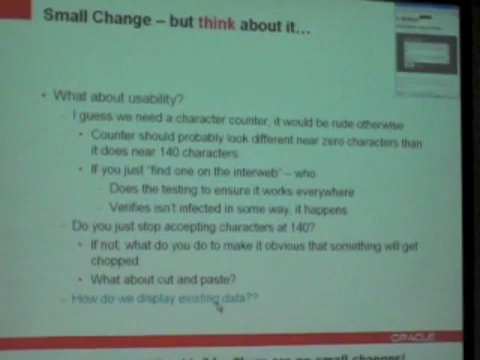 Small Change – but think about it…
• What about usability?
– I guess we need a character counter, it would be rude otherwise
• Counter should probably look different near zero characters than
it does near 140 characters
• If you just "find one on the interweb" – who
– Does the testing to ensure it works everywhere
– Verifies isn't infected in some way, it happens
– Do you just stop accepting characters at 140?
• If not, what do you do to make it obvious that something will get
chopped
• What about cut and paste?
– How do we display existing data??
ORACLE